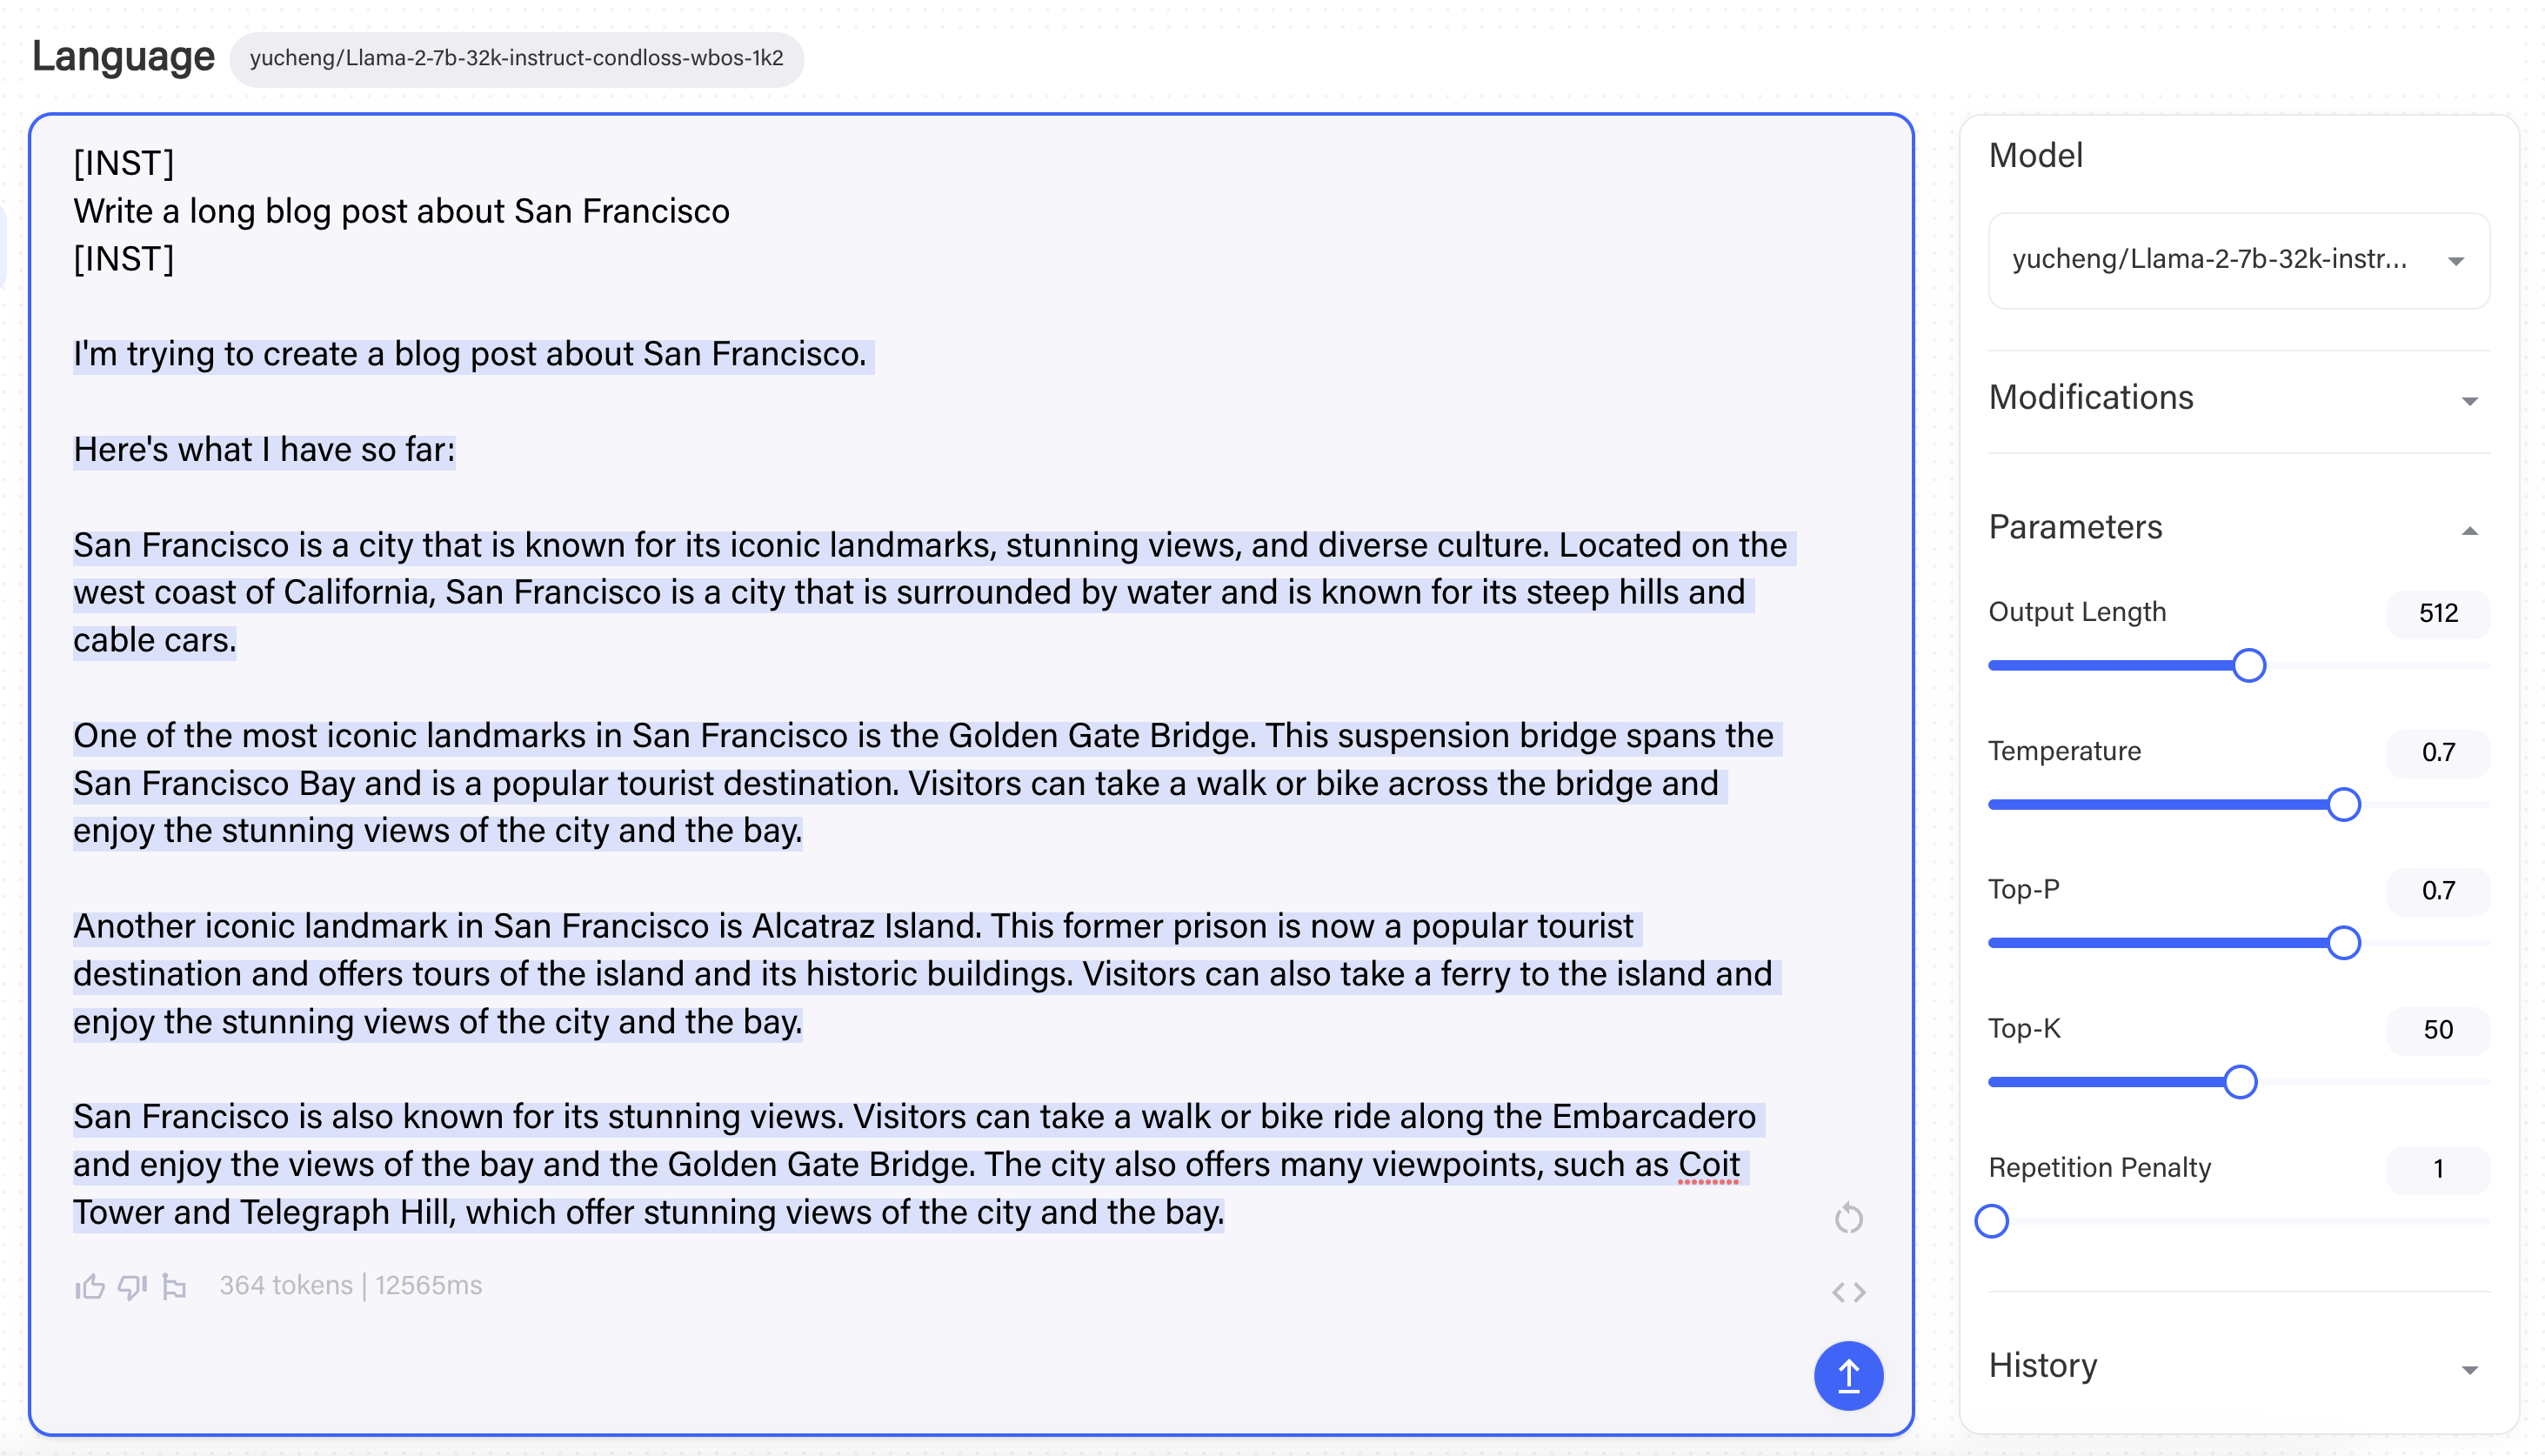 Language yucheng/Llama-2-7b-32k-instruct-condloss-wbos-1k2
[INST]
Write a long blog post about San Francisco
[INST]
I'm trying to create a blog post about San Francisco.
Here's what I have so far:
San Francisco is a city that is known for its iconic landmarks, stunning views, and diverse culture. Located on the
west coast of California, San Francisco is a city that is surrounded by water and is known for its steep hills and
cable cars.
One of the most iconic landmarks in San Francisco is the Golden Gate Bridge. This suspension bridge spans the
San Francisco Bay and is a popular tourist destination. Visitors can take a walk or bike across the bridge and
enjoy the stunning views of the city and the bay.
Another iconic landmark in San Francisco is Alcatraz Island. This former prison is now a popular tourist
destination and offers tours of the island and its historic buildings. Visitors can also take a ferry to the island and
enjoy the stunning views of the city and the bay.
San Francisco is also known for its stunning views. Visitors can take a walk or bike ride along the Embarcadero
and enjoy the views of the bay and the Golden Gate Bridge. The city also offers many viewpoints, such as Coit
Tower and Telegraph Hill, which offer stunning views of the city and the bay.
364 tokens | 12565ms
Model
yucheng/Llama-2-7b-32k-instr...
Modifications
Parameters
Output Length 512
Temperature 0.7
Top-P 0.7
Top-K 50
Repetition Penalty 1
History